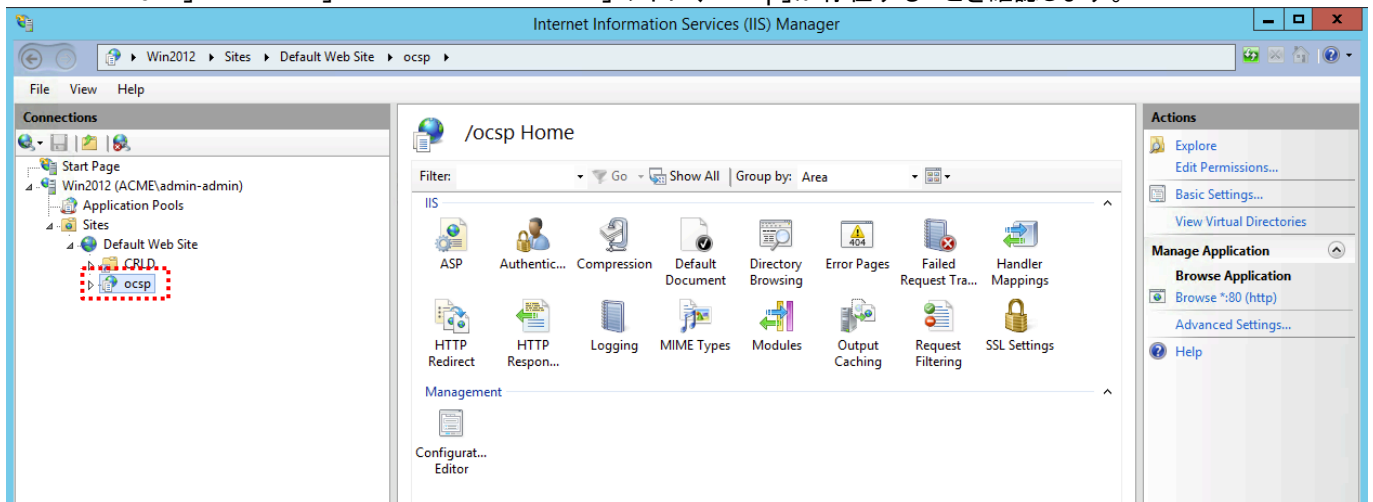 Internet Information Services (IIS) Manager
Win2012 Sites Default Web Site ocsp
File View Help
Connections
Start Page
Win2012 (ACME\admin-admin)
Application Pools
Sites
Default Web Site
CRLD
ocsp
/ocsp Home
Filter: Go Show All Group by: Area
IIS
ASP Authentic... Compression Default Document Directory Browsing Error Pages Failed Request Tra... Handler Mappings
HTTP Redirect HTTP Respon... Logging MIME Types Modules Output Caching Request Filtering SSL Settings
Management
Configurat... Editor
Actions
Explore
Edit Permissions...
Basic Settings...
View Virtual Directories
Manage Application
Browse Application
Browse *:80 (http)
Advanced Settings...
Help